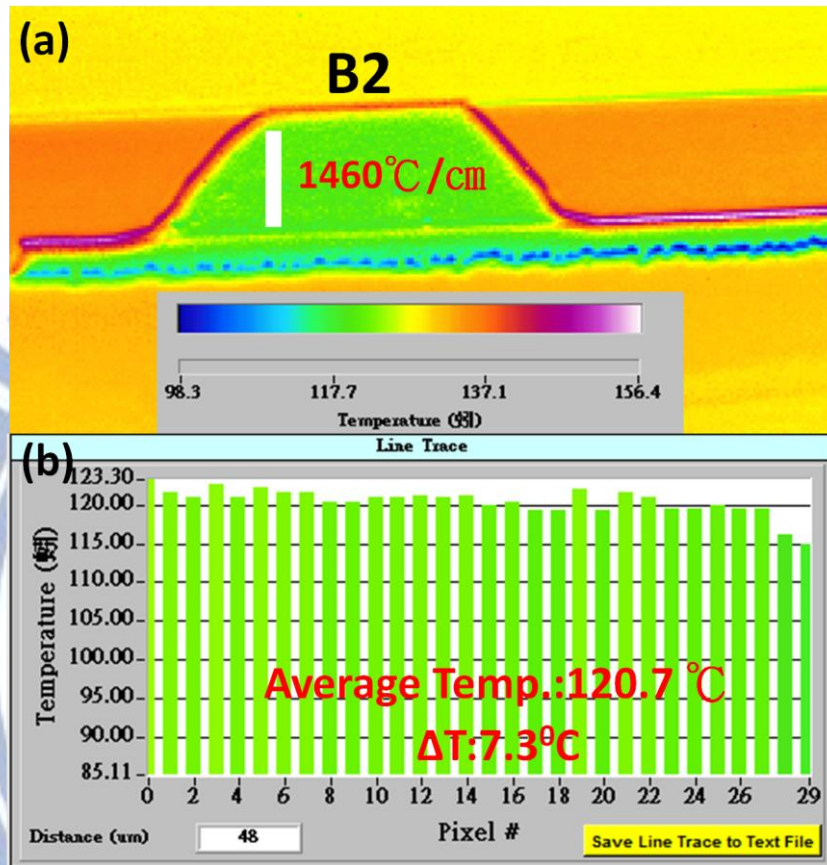 (a)
B2
1460℃/cm
98.3 117.7 137.1 156.4
Temperature
Line Trace
(b)
Temperature
123.30
120.00
115.00
110.00
105.00
100.00
95.00
90.00
85.11
Average Temp.:120.7 ℃
ΔT:7.3⁰C
0 2 4 6 8 10 12 14 16 18 20 22 24 26 29
Distance (um) 48 Pixel # Save Line Trace to Text File